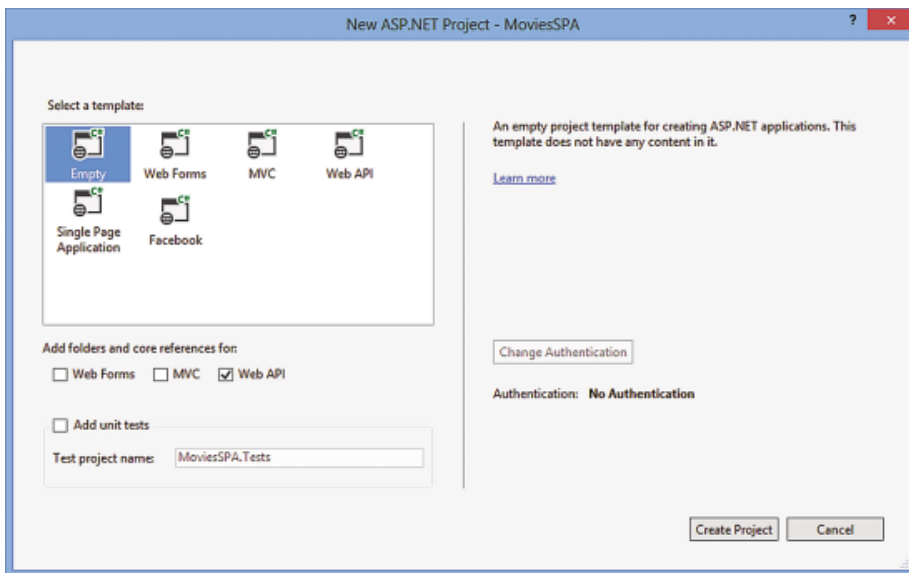 New ASP.NET Project - MoviesSPA
?
×
Select a template:
C#
Empty
C#
Web Forms
C#
MVC
C#
Web API
C#
Single Page
Application
C#
Facebook
An empty project template for creating ASP.NET applications. This
template does not have any content in it.
Learn more
Add folders and core references for:
Web Forms
MVC
Web API
Add unit tests
Test project name:
MoviesSPA.Tests
Change Authentication
Authentication: No Authentication
Create Project
Cancel